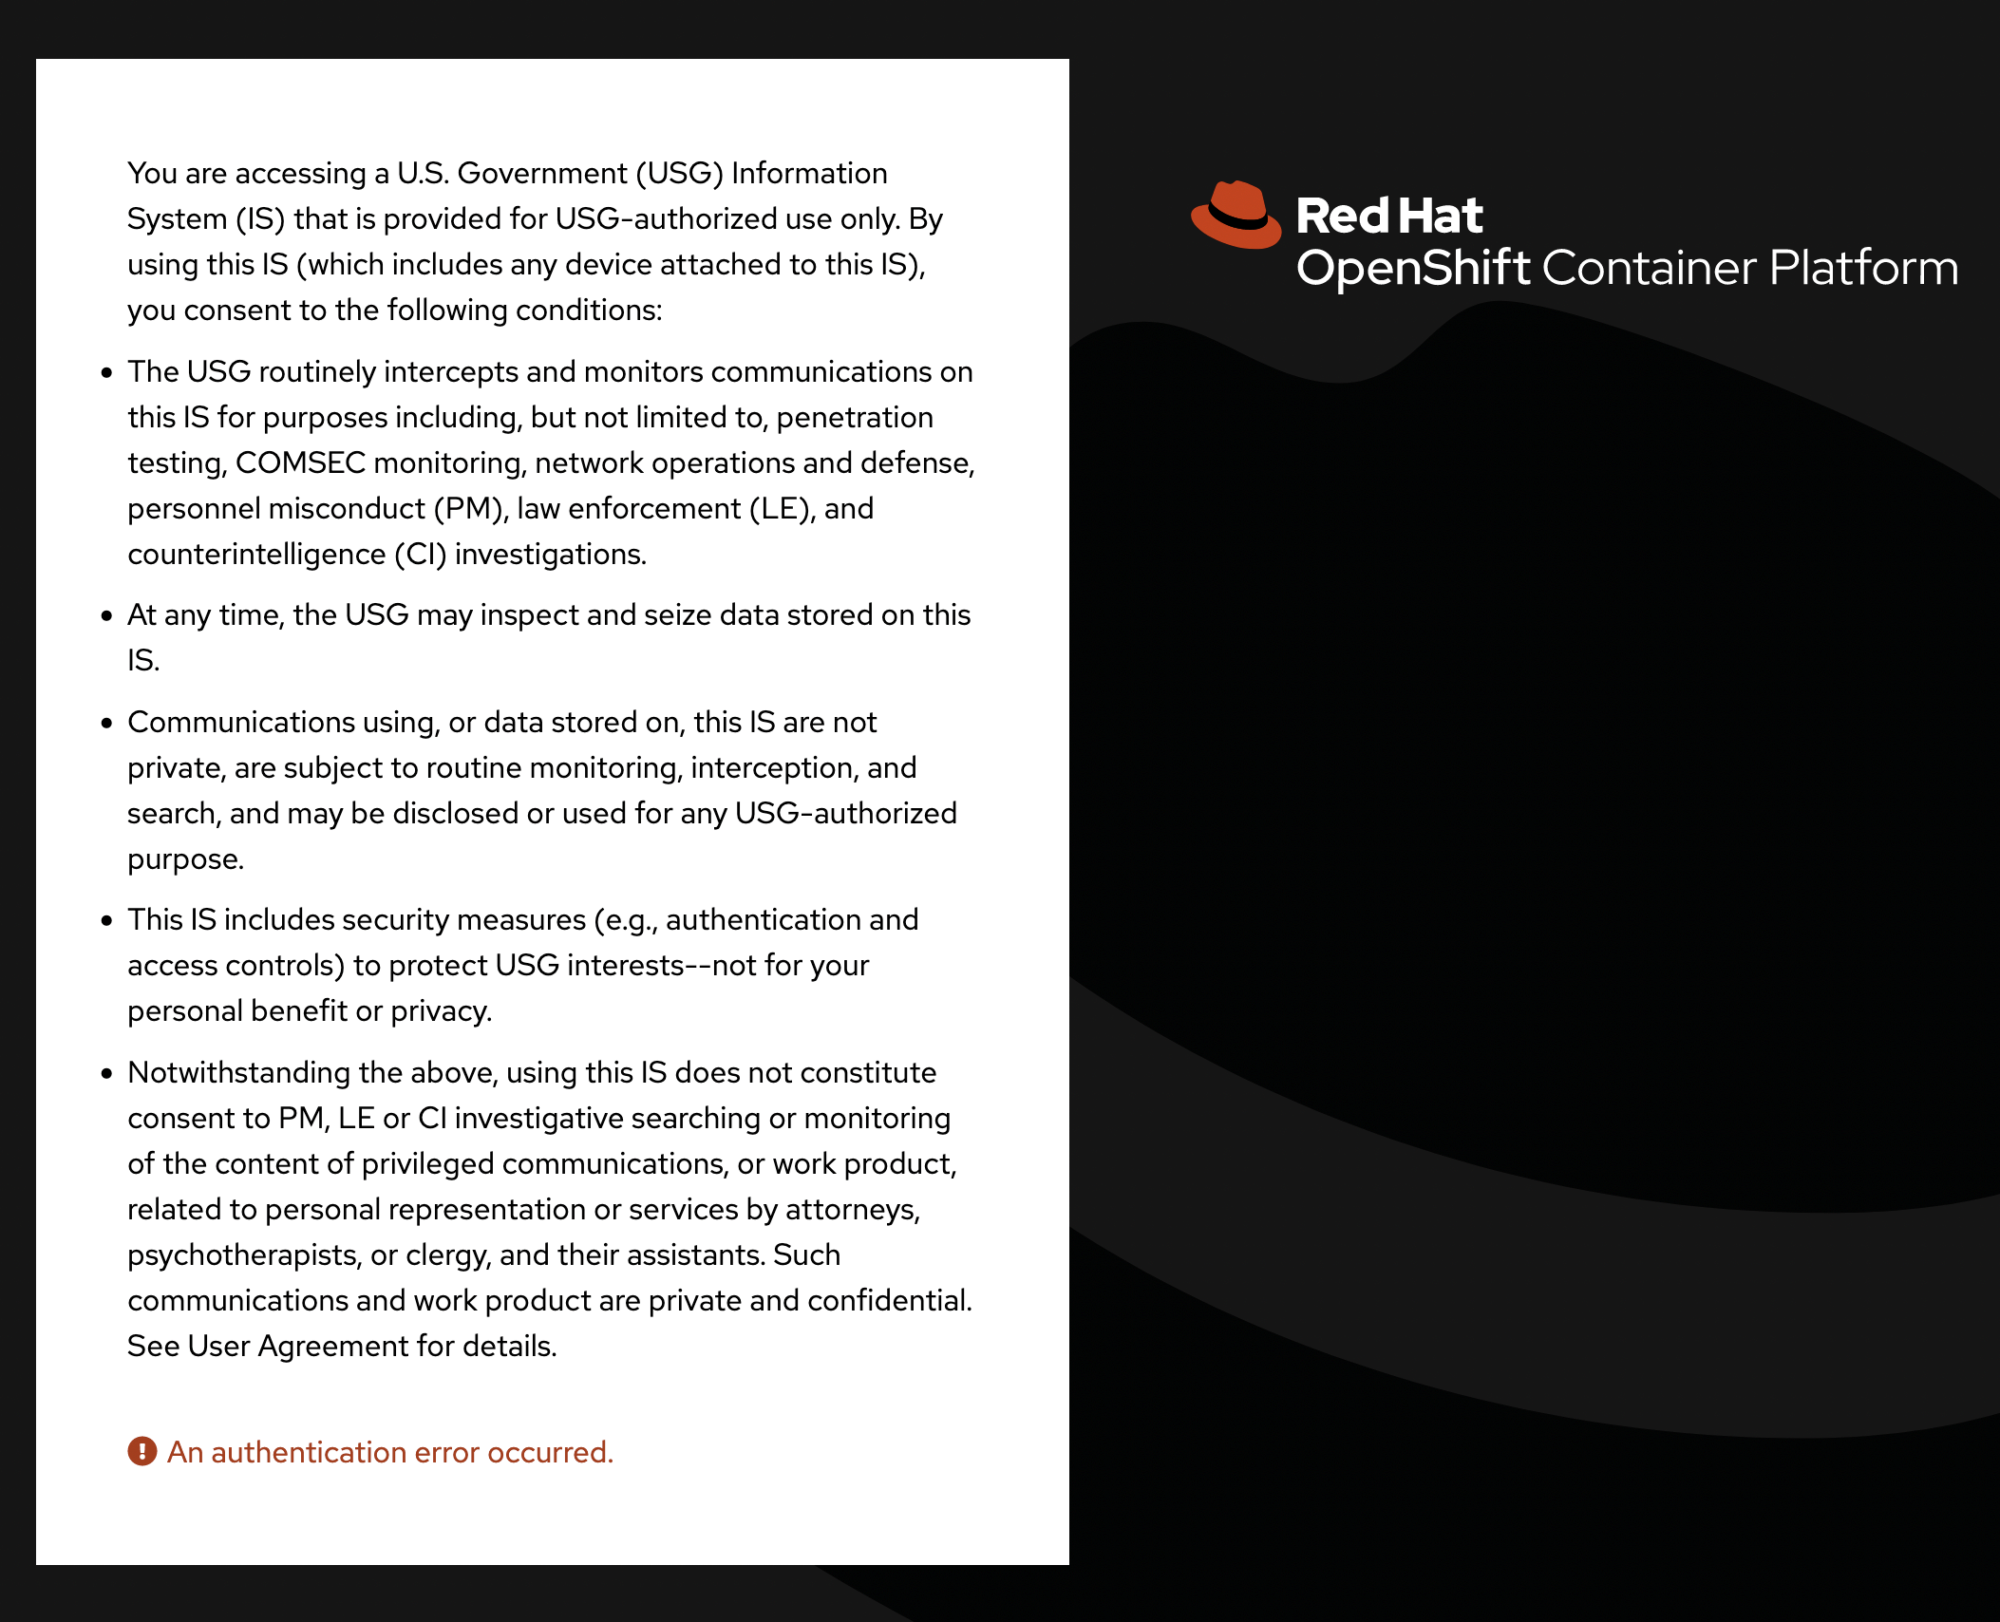 You are accessing a U.S. Government (USG) Information
System (IS) that is provided for USG-authorized use only. By
using this IS (which includes any device attached to this IS),
you consent to the following conditions:
• The USG routinely intercepts and monitors communications on
this IS for purposes including, but not limited to, penetration
testing, COMSEC monitoring, network operations and defense,
personnel misconduct (PM), law enforcement (LE), and
counterintelligence (CI) investigations.
• At any time, the USG may inspect and seize data stored on this
IS.
• Communications using, or data stored on, this IS are not
private, are subject to routine monitoring, interception, and
search, and may be disclosed or used for any USG-authorized
purpose.
• This IS includes security measures (e.g., authentication and
access controls) to protect USG interests--not for your
personal benefit or privacy.
• Notwithstanding the above, using this IS does not constitute
consent to PM, LE or CI investigative searching or monitoring
of the content of privileged communications, or work product,
related to personal representation or services by attorneys,
psychotherapists, or clergy, and their assistants. Such
communications and work product are private and confidential.
See User Agreement for details.
An authentication error occurred.
Red Hat
OpenShift Container Platform